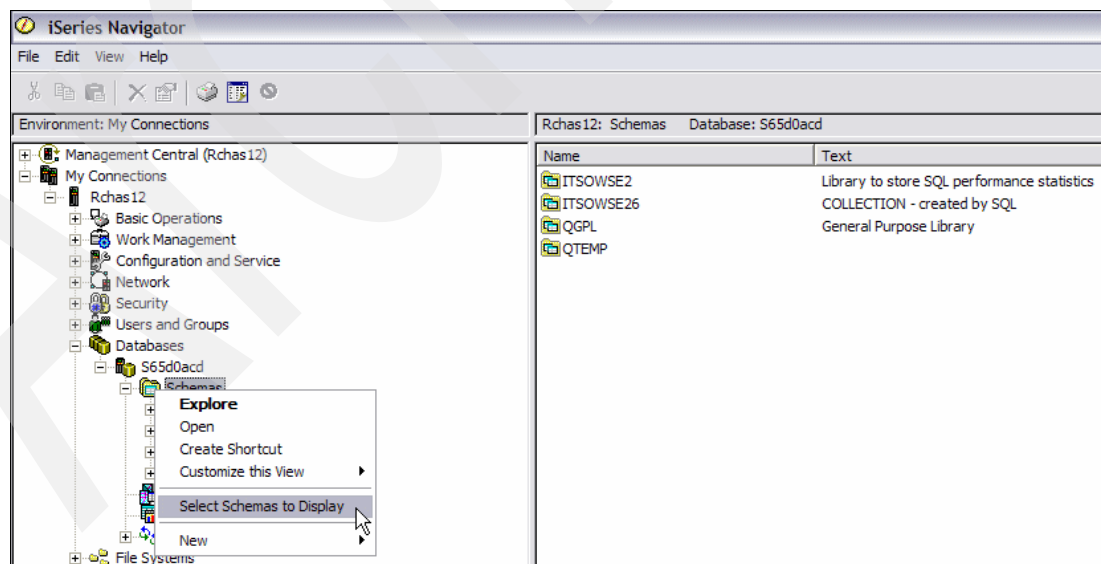 iSeries Navigator
File Edit View Help
Environment: My Connections
Rchas12: Schemas Database: S65d0acd
Management Central (Rchas12)
My Connections
Rchas12
Basic Operations
Work Management
Configuration and Service
Network
Security
Users and Groups
Databases
S65d0acd
Schemas
File Systems
Explore
Open
Create Shortcut
Customize this View
Select Schemas to Display
New
Name Text
ITSOWSE2 Library to store SQL performance statistics
ITSOWSE26 COLLECTION - created by SQL
QGPL General Purpose Library
QTEMP